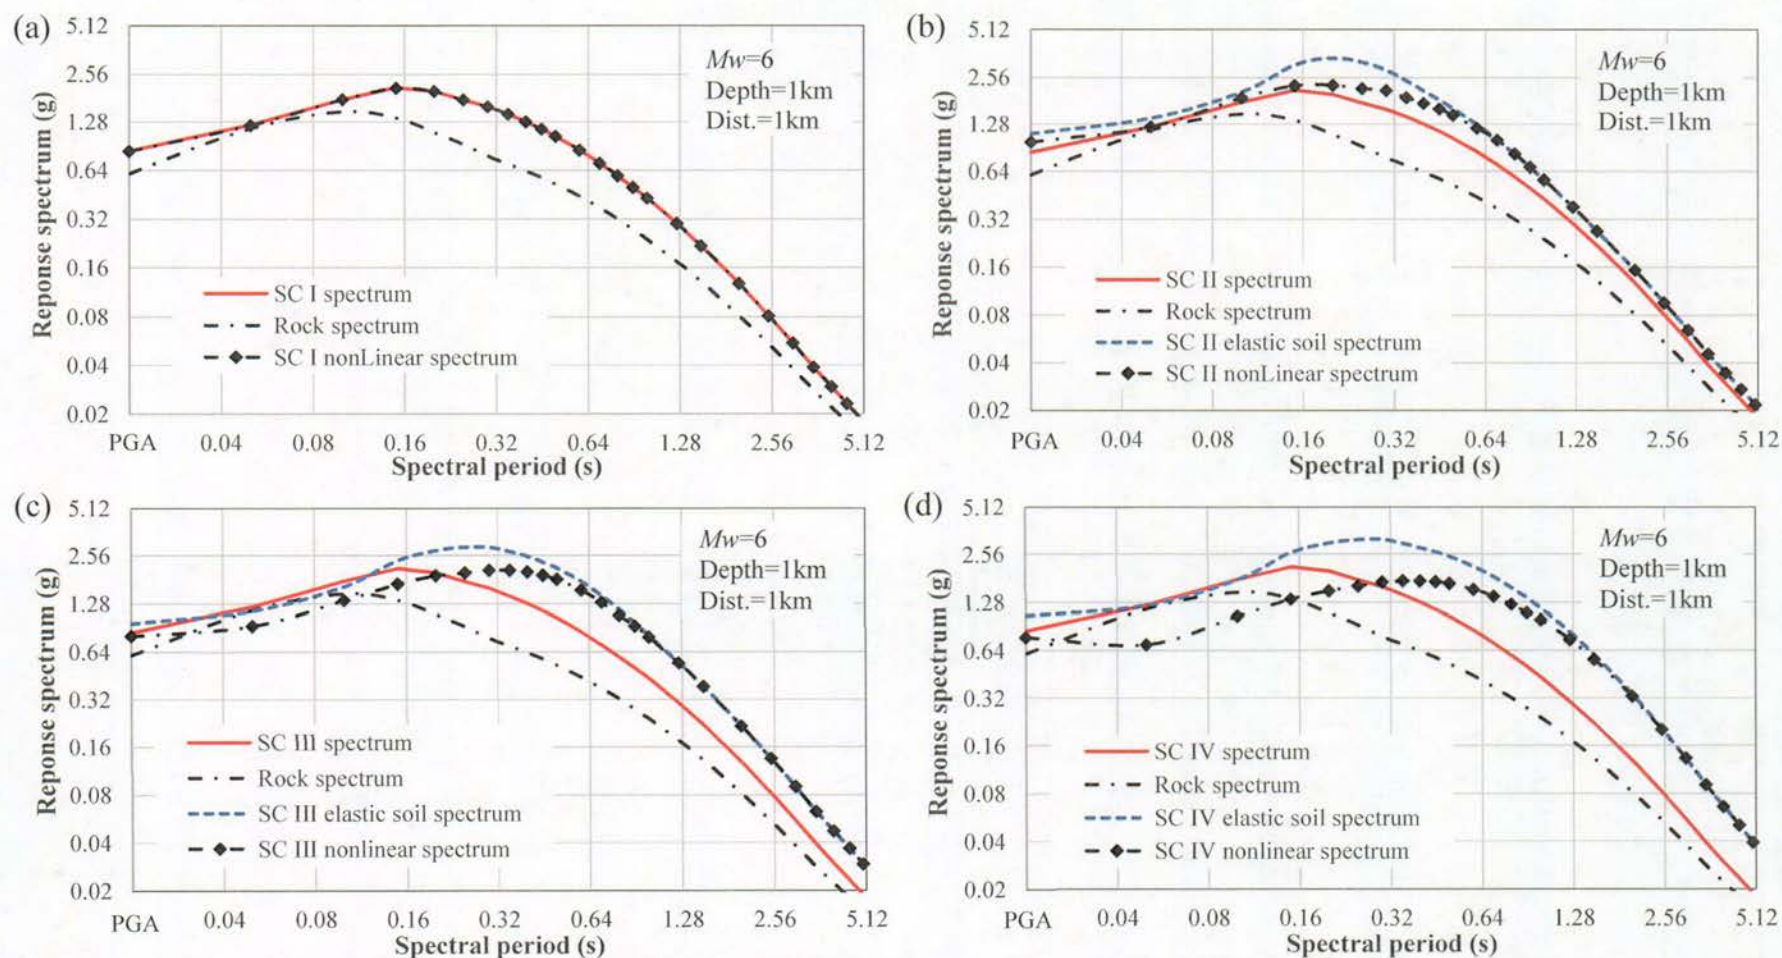 (a)
5.12
2.56
1.28
0.64
0.32
0.16
0.08
0.04
0.02
Reponse spectrum (g)
Mw=6
Depth=1km
Dist.=1km
SC I spectrum
Rock spectrum
SC I nonLinear spectrum
PGA 0.04 0.08 0.16 0.32 0.64 1.28 2.56 5.12
Spectral period (s)
(b)
5.12
2.56
1.28
0.64
0.32
0.16
0.08
0.04
0.02
Reponse spectrum (g)
Mw=6
Depth=1km
Dist.=1km
SC II spectrum
Rock spectrum
SC II elastic soil spectrum
SC II nonLinear spectrum
PGA 0.04 0.08 0.16 0.32 0.64 1.28 2.56 5.12
Spectral period (s)
(c)
5.12
2.56
1.28
0.64
0.32
0.16
0.08
0.04
0.02
Reponse spectrum (g)
Mw=6
Depth=1km
Dist.=1km
SC III spectrum
Rock spectrum
SC III elastic soil spectrum
SC III nonlinear spectrum
PGA 0.04 0.08 0.16 0.32 0.64 1.28 2.56 5.12
Spectral period (s)
(d)
5.12
2.56
1.28
0.64
0.32
0.16
0.08
0.04
0.02
Reponse spectrum (g)
Mw=6
Depth=1km
Dist.=1km
SC IV spectrum
Rock spectrum
SC IV elastic soil spectrum
SC IV nonlinear spectrum
PGA 0.04 0.08 0.16 0.32 0.64 1.28 2.56 5.12
Spectral period (s)